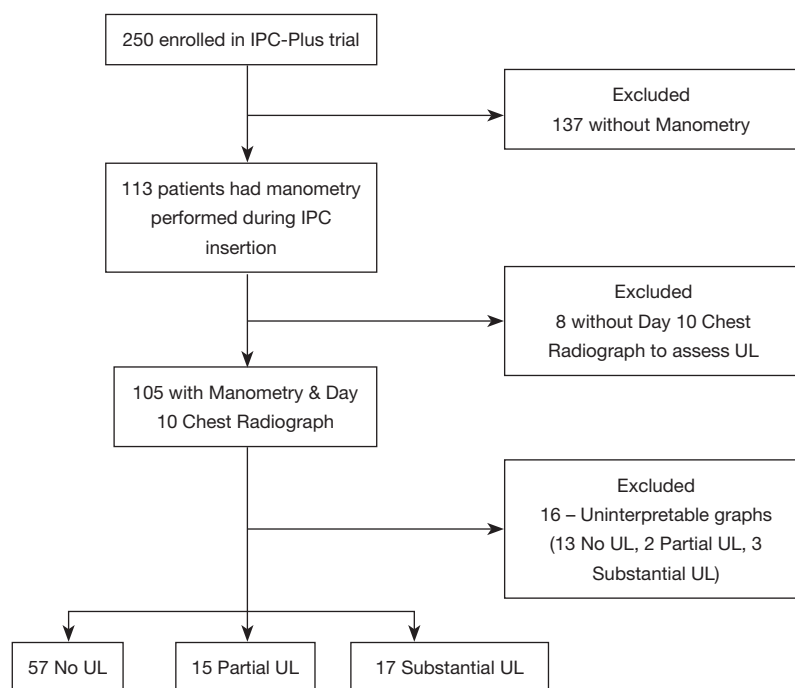 250 enrolled in IPC-Plus trial
Excluded
137 without Manometry
113 patients had manometry
performed during IPC
insertion
Excluded
8 without Day 10 Chest
Radiograph to assess UL
105 with Manometry & Day
10 Chest Radiograph
Excluded
16 – Uninterpretable graphs
(13 No UL, 2 Partial UL, 3
Substantial UL)
57 No UL
15 Partial UL
17 Substantial UL